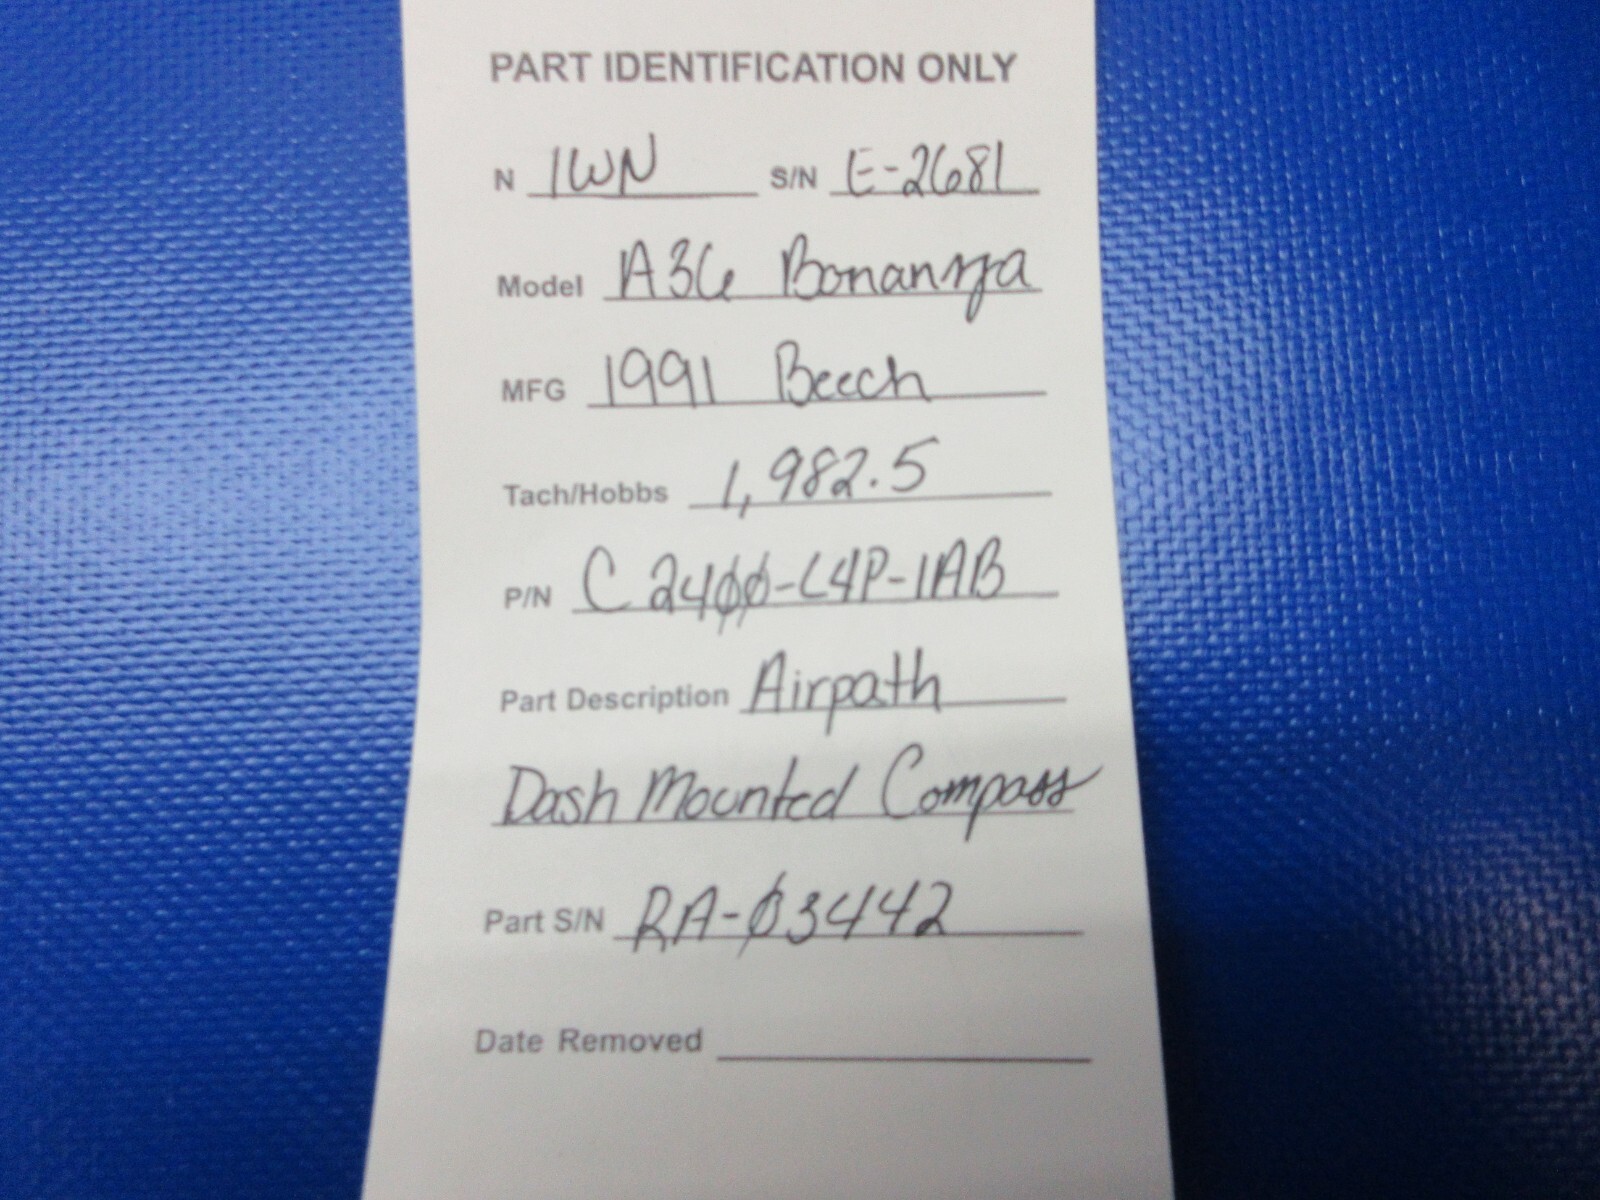 PART IDENTIFICATION ONLY
N 1WN S/N E-2681
Model A36 Bonanza
MFG 1991 Beech
Tach/Hobbs 1,982.5
P/N C2400-L4P-1AB
Part Description Airpath
Dash Mounted Compass
Part S/N RA-03442
Date Removed